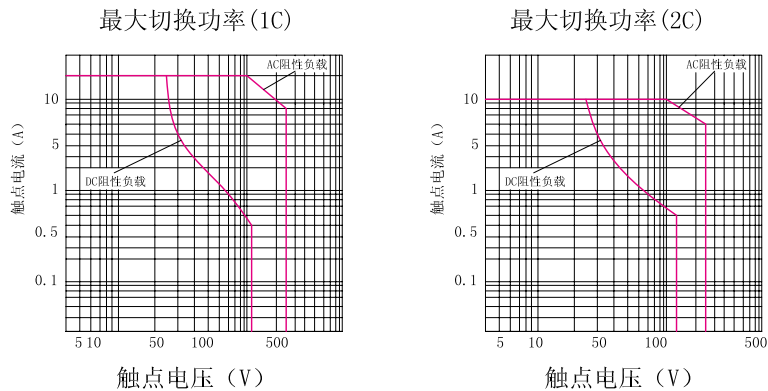 最大切换功率(1C)
AC阻性负载
10
5
1
0.5
0.1
触点电流（A）
DC阻性负载
5 10 50 100 500
触点电压（V）
最大切换功率(2C)
AC阻性负载
10
5
1
0.5
0.1
触点电流（A）
DC阻性负载
5 10 50 100 500
触点电压（V）